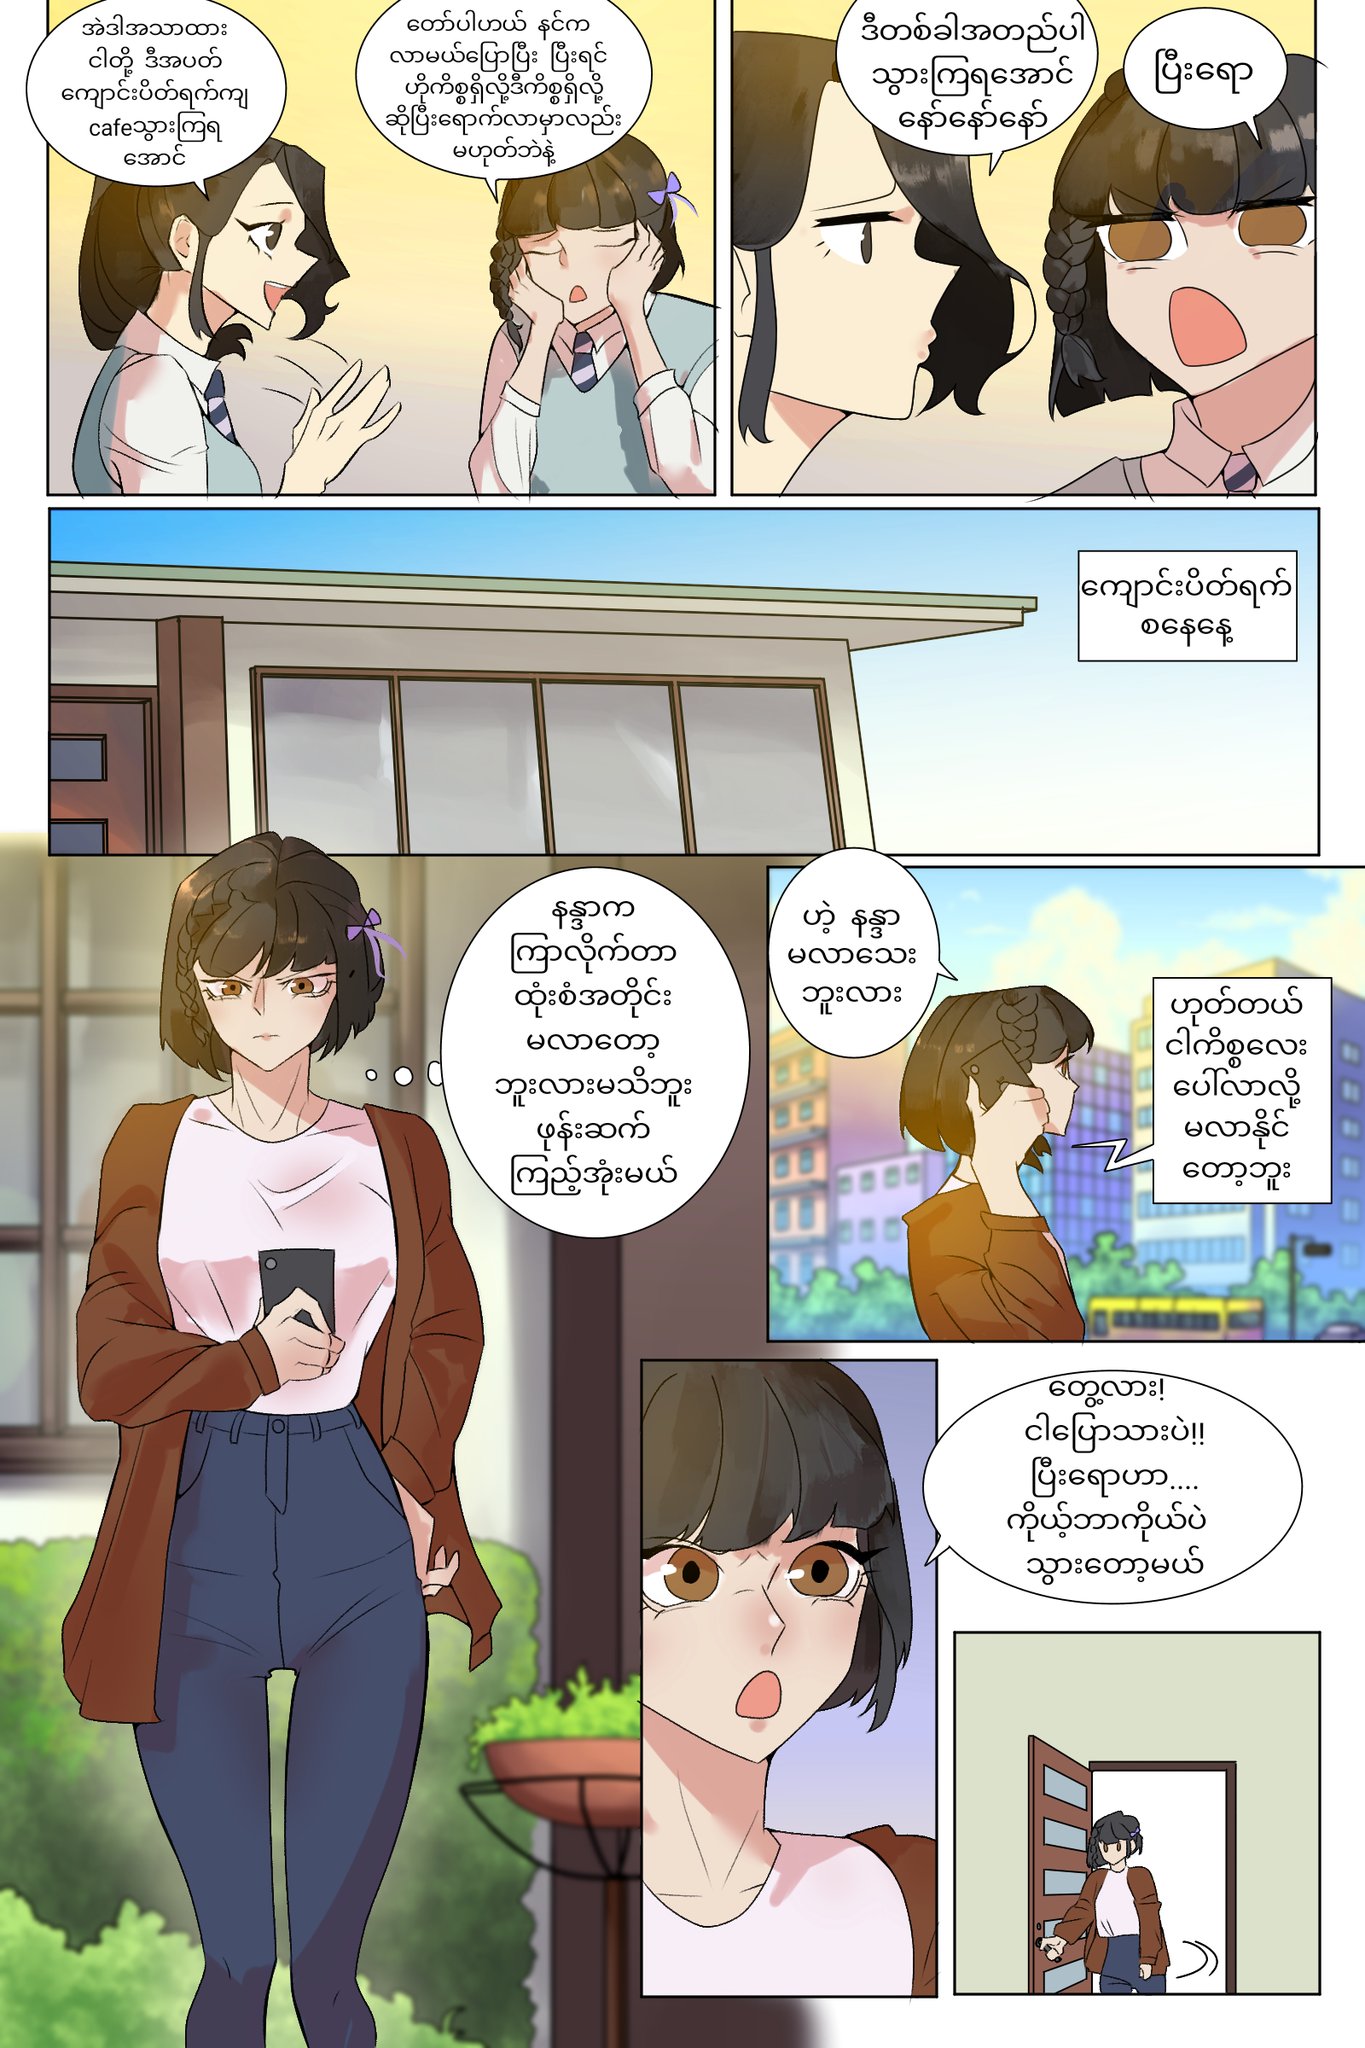 အဲဒါအသာထား
ငါတို့ ဒီအပတ်
ကျောင်းပိတ်ရက်ကျ
cafeသွားကြရ
အောင်
တော်ပါဟယ် နင်က
လာမယ်ပြောပြီး ပြီးရင်
ဟိုကိစ္စရှိလို့ဒီကိစ္စရှိလို့
ဆိုပြီးရောက်လာမှာလည်း
မဟုတ်ဘဲနဲ့
ဒီတစ်ခါအတည်ပါ
သွားကြရအောင်
နော်နော်နော်
ပြီးရော
ကျောင်းပိတ်ရက်
စနေနေ့
နန္ဒာက
ကြာလိုက်တာ
ထုံးစံအတိုင်း
မလာတော့
ဘူးလားမသိဘူး
ဖုန်းဆက်
ကြည့်အုံးမယ်
ဟဲ့ နန္ဒာ
မလာသေး
ဘူးလား
ဟုတ်တယ်
ငါကိစ္စလေး
ပေါ်လာလို့
မလာနိုင်
တော့ဘူး
တွေ့လား!
ငါပြောသားပဲ!!
ပြီးရောဟာ....
ကိုယ့်ဘာကိုယ်ပဲ
သွားတော့မယ်